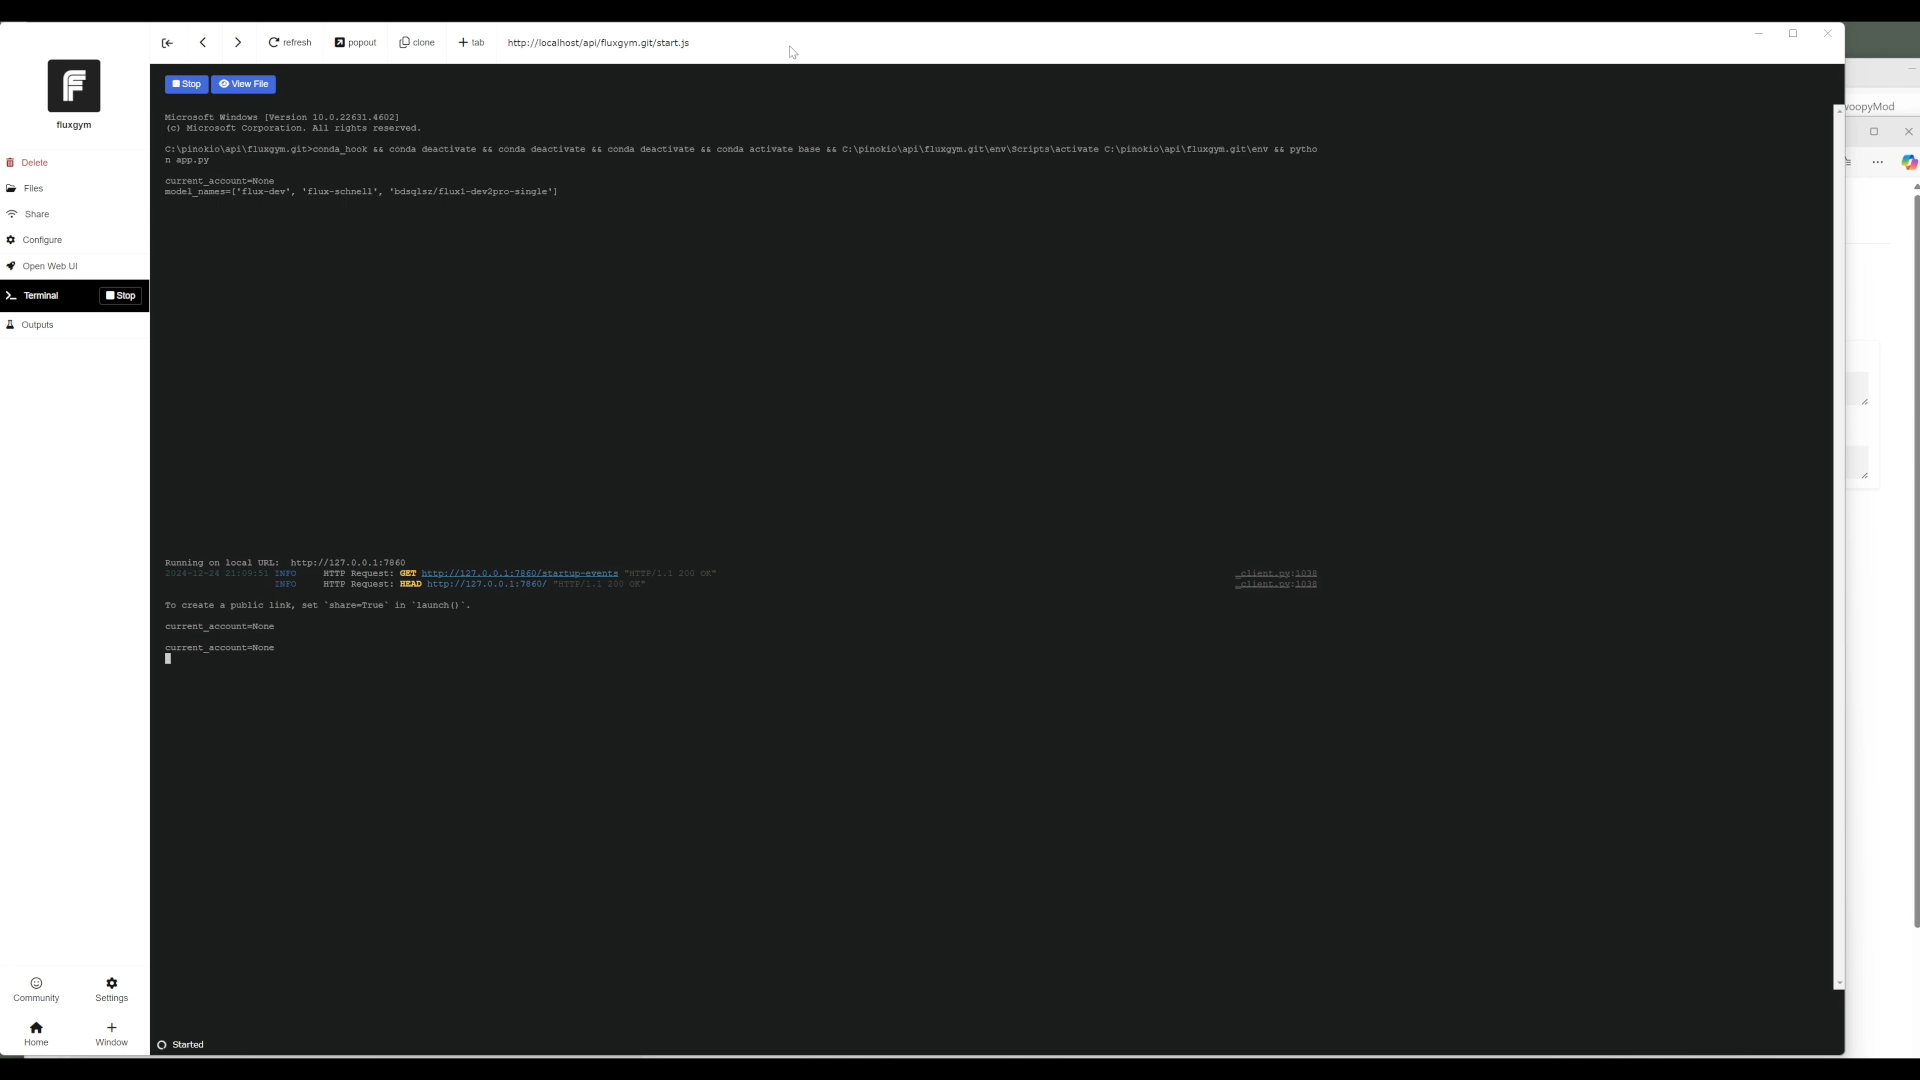 refresh popout clone tab http://localhost/api/fluxgym.git/start.js
fluxgym
Delete
Files
Share
Configure
Open Web UI
Terminal Stop
Outputs
Community Settings
Home Window
Stop View File
Microsoft Windows [Version 10.0.22631.4602]
(c) Microsoft Corporation. All rights reserved.
C:\pinokio\api\fluxgym.git>conda_hook && conda deactivate && conda deactivate && conda deactivate && conda activate base && C:\pinokio\api\fluxgym.git\env\Scripts\activate C:\pinokio\api\fluxgym.git\env && pytho
n app.py
current_account=None
model_names=['flux-dev', 'flux-schnell', 'bdsqlsz/flux1-dev2pro-single']
Running on local URL: http://127.0.0.1:7860
2024-12-24 21:09:51 INFO HTTP Request: GET http://127.0.0.1:7860/startup-events "HTTP/1.1 200 OK" _client.py:1038
INFO HTTP Request: HEAD http://127.0.0.1:7860/ "HTTP/1.1 200 OK" _client.py:1038
To create a public link, set `share=True` in `launch()`.
current_account=None
current_account=None
Started
woopyMod